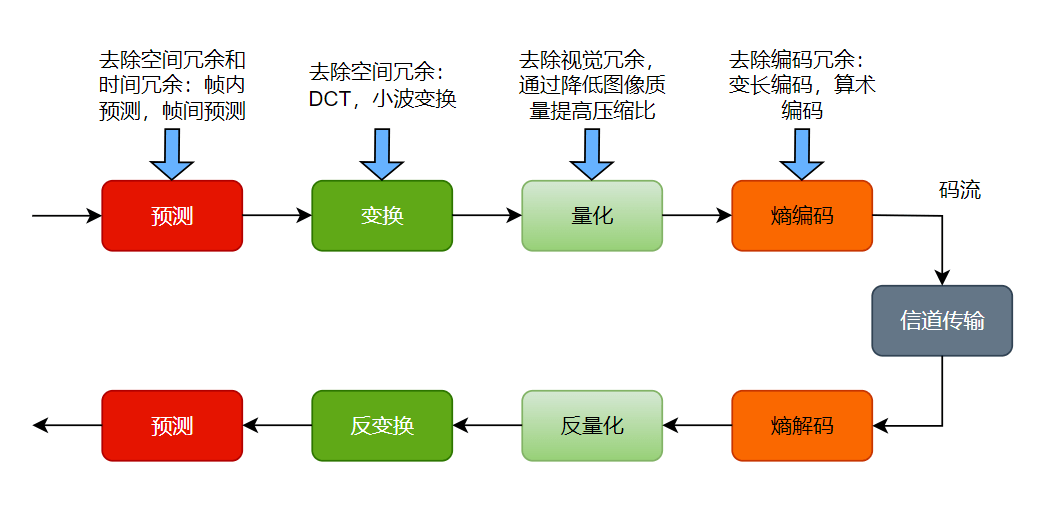 去除空间冗余和
时间冗余：帧内
预测，帧间预测
去除空间冗余：
DCT，小波变换
去除视觉冗余，
通过降低图像质
量提高压缩比
去除编码冗余：
变长编码，算术
编码
预测
变换
量化
熵编码
码流
信道传输
预测
反变换
反量化
熵解码